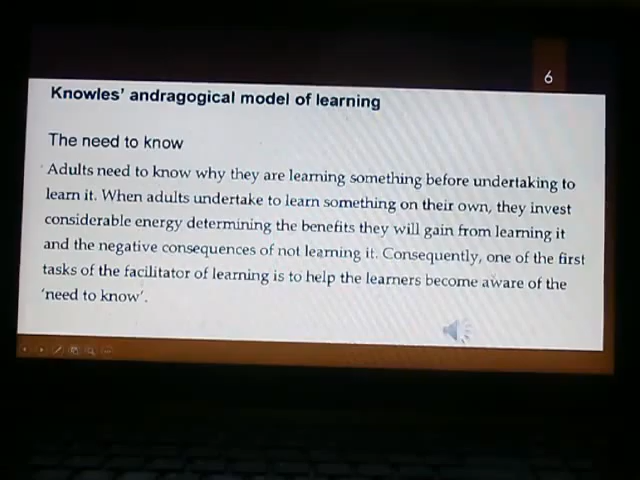 6
Knowles' andragogical model of learning
The need to know
Adults need to know why they are learning something before undertaking to
learn it. When adults undertake to learn something on their own, they invest
considerable energy determining the benefits they will gain from learning it
and the negative consequences of not learning it. Consequently, one of the first
tasks of the facilitator of learning is to help the learners become aware of the
'need to know'.